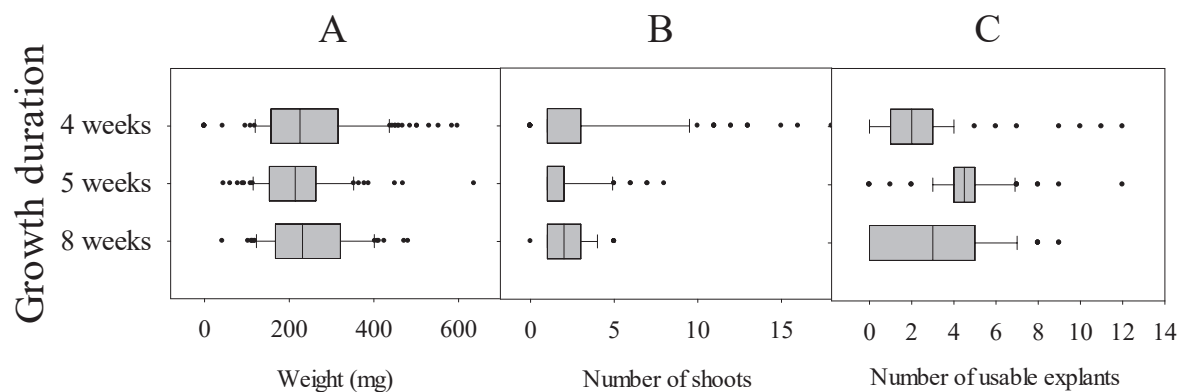 A B C
Growth duration
4 weeks
5 weeks
8 weeks
0 200 400 600 0 5 10 15 0 2 4 6 8 10 12 14
Weight (mg) Number of shoots Number of usable explants